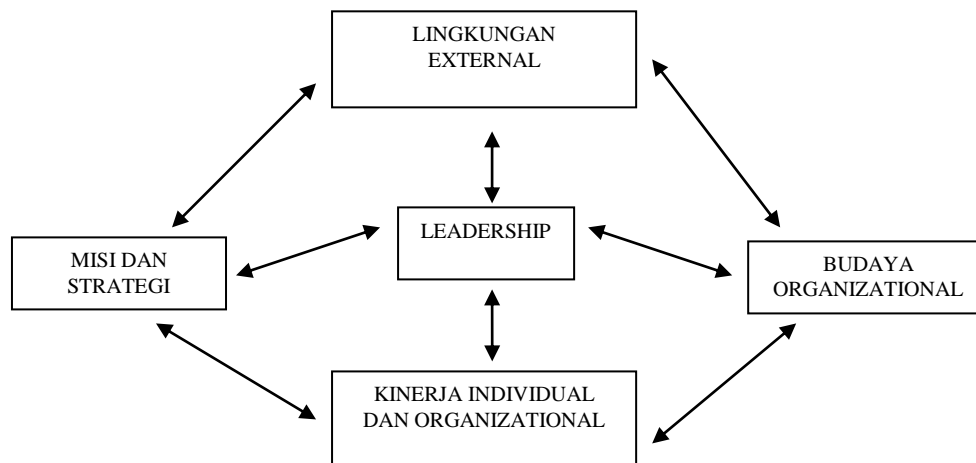 LINGKUNGAN
EXTERNAL
LEADERSHIP
MISI DAN
STRATEGI
BUDAYA
ORGANIZATIONAL
KINERJA INDIVIDUAL
DAN ORGANIZATIONAL